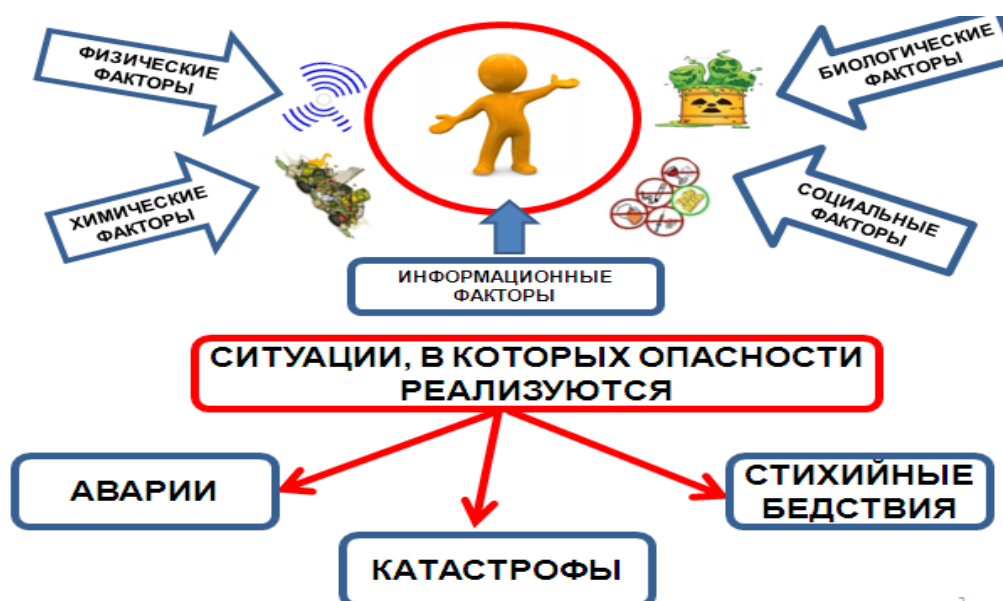 ФИЗИЧЕСКИЕ
ФАКТОРЫ
БИОЛОГИЧЕСКИЕ
ФАКТОРЫ
ХИМИЧЕСКИЕ
ФАКТОРЫ
СОЦИАЛЬНЫЕ
ФАКТОРЫ
ИНФОРМАЦИОННЫЕ
ФАКТОРЫ
СИТУАЦИИ, В КОТОРЫХ ОПАСНОСТИ
РЕАЛИЗУЮТСЯ
АВАРИИ
СТИХИЙНЫЕ
БЕДСТВИЯ
КАТАСТРОФЫ